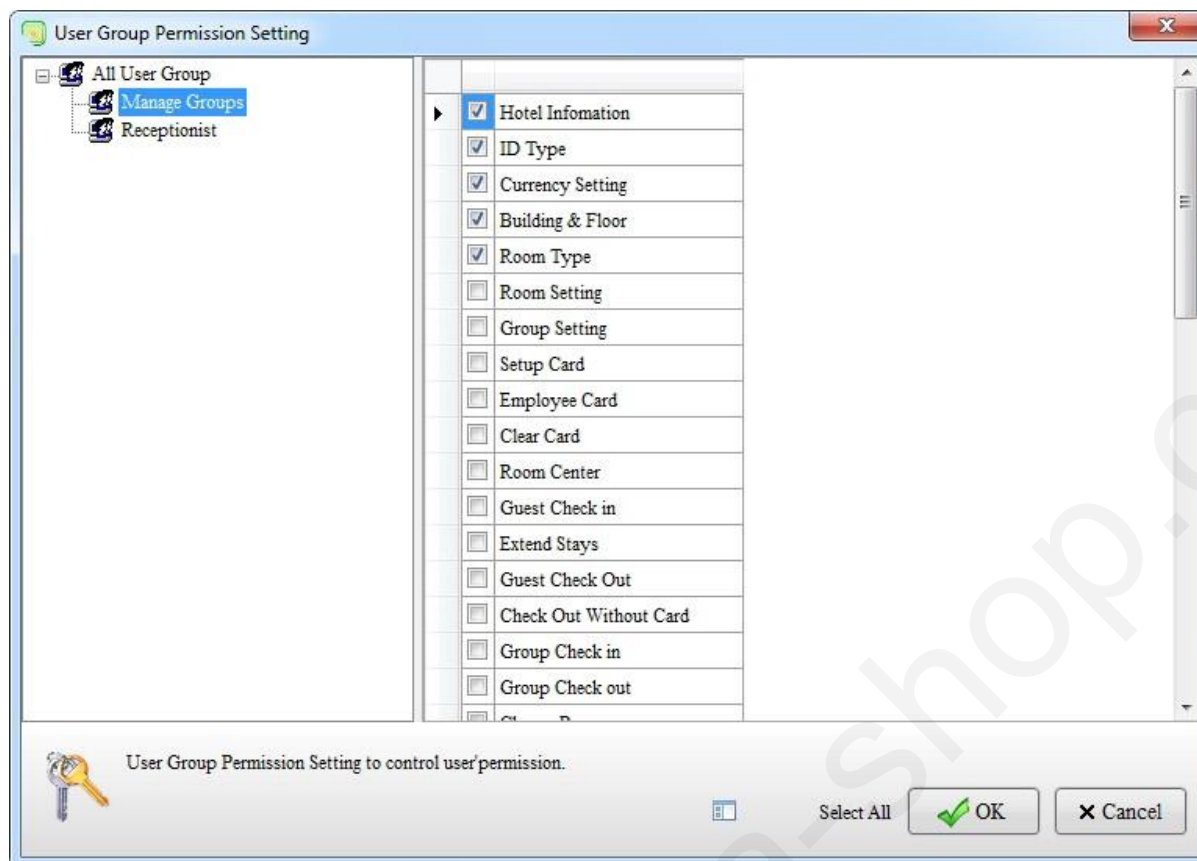 User Group Permission Setting
All User Group
Manage Groups
Receptionist
Hotel Infomation
ID Type
Currency Setting
Building & Floor
Room Type
Room Setting
Group Setting
Setup Card
Employee Card
Clear Card
Room Center
Guest Check in
Extend Stays
Guest Check Out
Check Out Without Card
Group Check in
Group Check out
User Group Permission Setting to control user'permission.
Select All
OK
Cancel